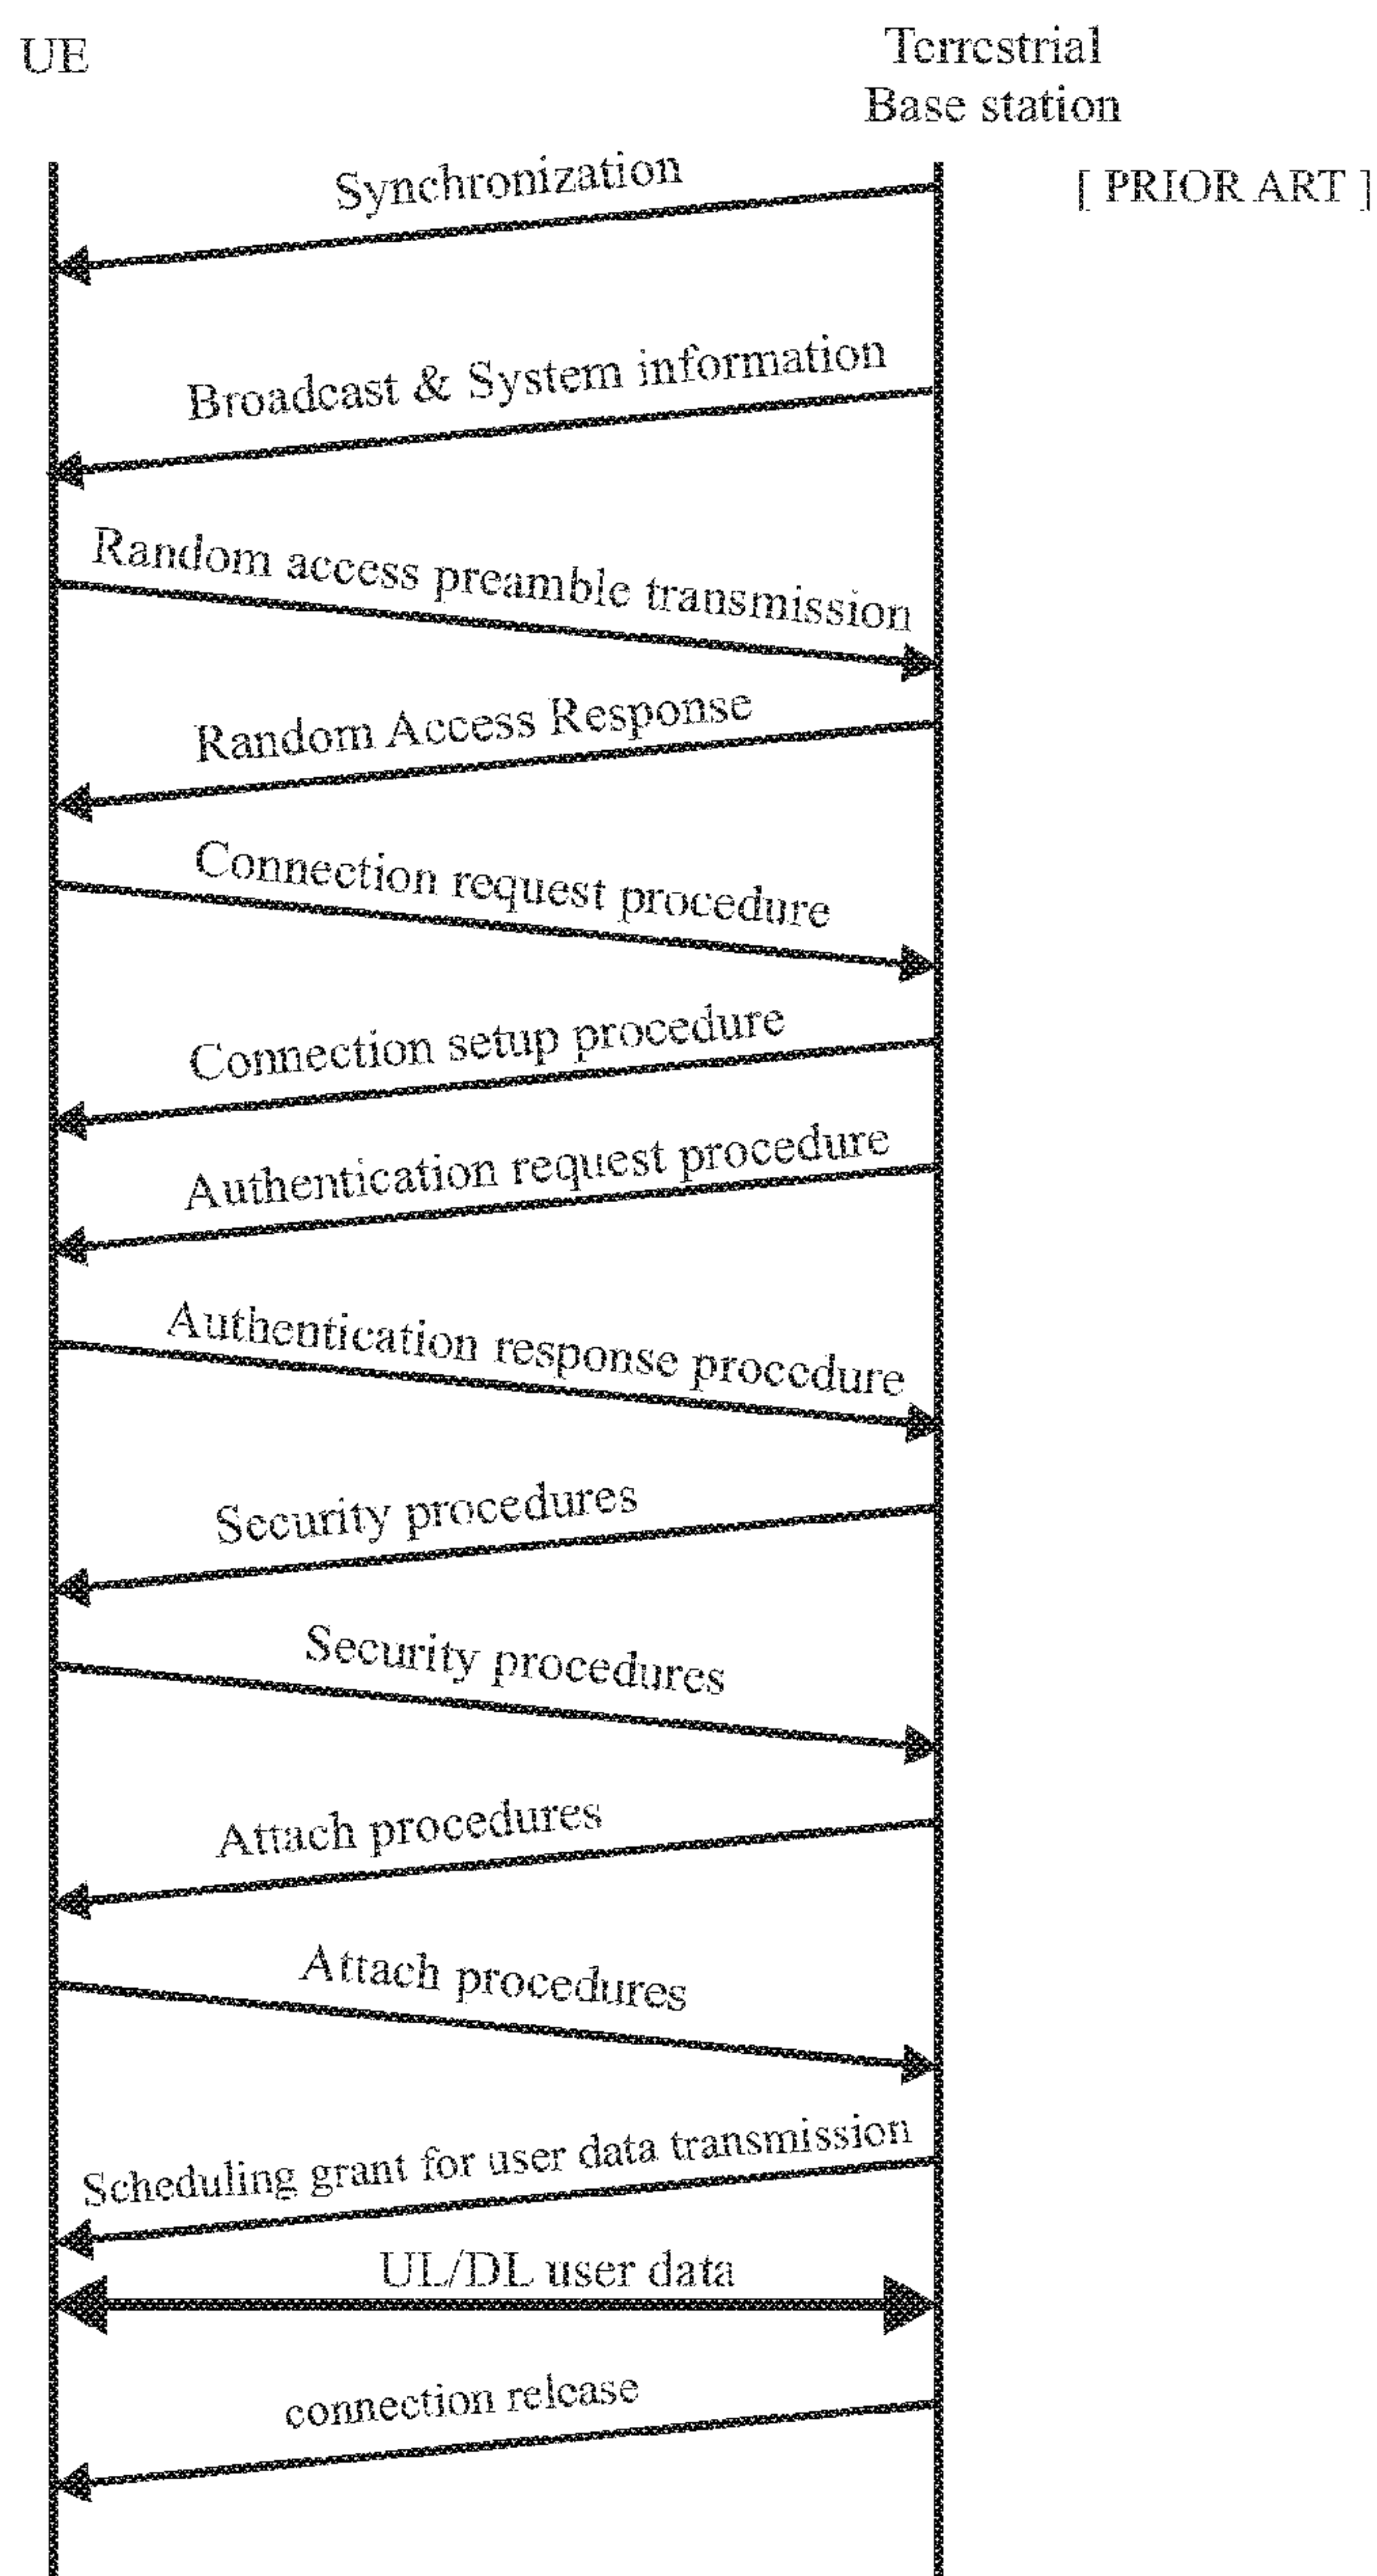 UE
Terrestrial
Base station
[ PRIOR ART ]
Synchronization
Broadcast & System information
Random access preamble transmission
Random Access Response
Connection request procedure
Connection setup procedure
Authentication request procedure
Authentication response procedure
Security procedures
Security procedures
Attach procedures
Attach procedures
Scheduling grant for user data transmission
UL/DL user data
connection release